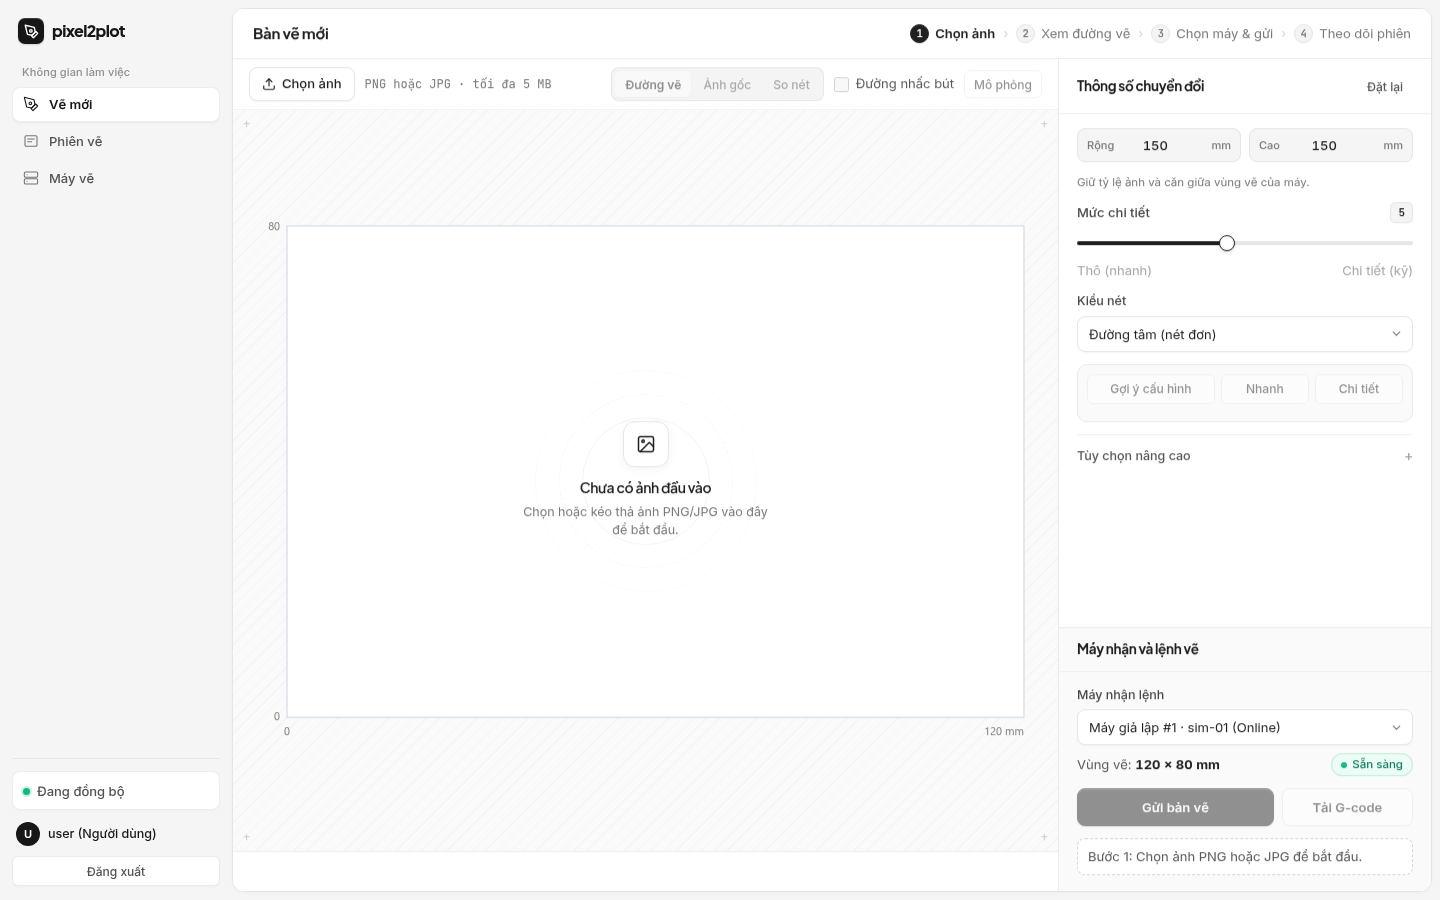 pixel2plot
Không gian làm việc
Vẽ mới
Phiên vẽ
Máy vẽ
Đang đồng bộ
U
user (Người dùng)
Đăng xuất
Bản vẽ mới
1 Chọn ảnh › 2 Xem đường vẽ › 3 Chọn máy & gửi › 4 Theo dõi phiên
Chọn ảnh
PNG hoặc JPG · tối đa 5 MB
Đường vẽ Ảnh gốc So nét
Đường nhấc bút
Mô phỏng
80
0
0
120 mm
Chưa có ảnh đầu vào
Chọn hoặc kéo thả ảnh PNG/JPG vào đây
để bắt đầu.
Thông số chuyển đổi
Đặt lại
Rộng 150 mm
Cao 150 mm
Giữ tỷ lệ ảnh và căn giữa vùng vẽ của máy.
Mức chi tiết
5
Thô (nhanh)
Chi tiết (kỹ)
Kiểu nét
Đường tâm (nét đơn)
Gợi ý cấu hình
Nhanh
Chi tiết
Tùy chọn nâng cao
+
Máy nhận và lệnh vẽ
Máy nhận lệnh
Máy giả lập #1 · sim-01 (Online)
Vùng vẽ: 120 × 80 mm
Sẵn sàng
Gửi bản vẽ
Tải G-code
Bước 1: Chọn ảnh PNG hoặc JPG để bắt đầu.